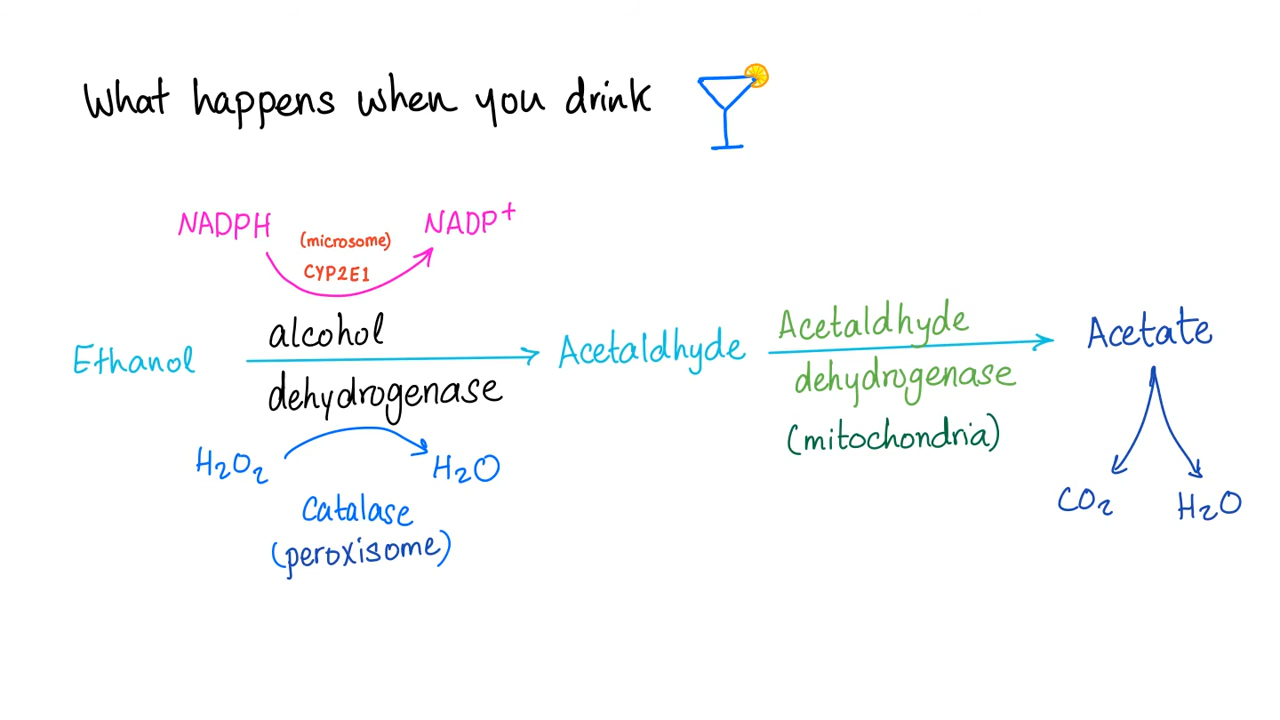 What happens when you drink
NADPH
NADP+
(microsome)
CYP2E1
Ethanol
alcohol
dehydrogenase
Acetaldhyde
Acetaldhyde
dehydrogenase
(mitochondria)
Acetate
H2O2
H2O
Catalase
(peroxisome)
CO2
H2O